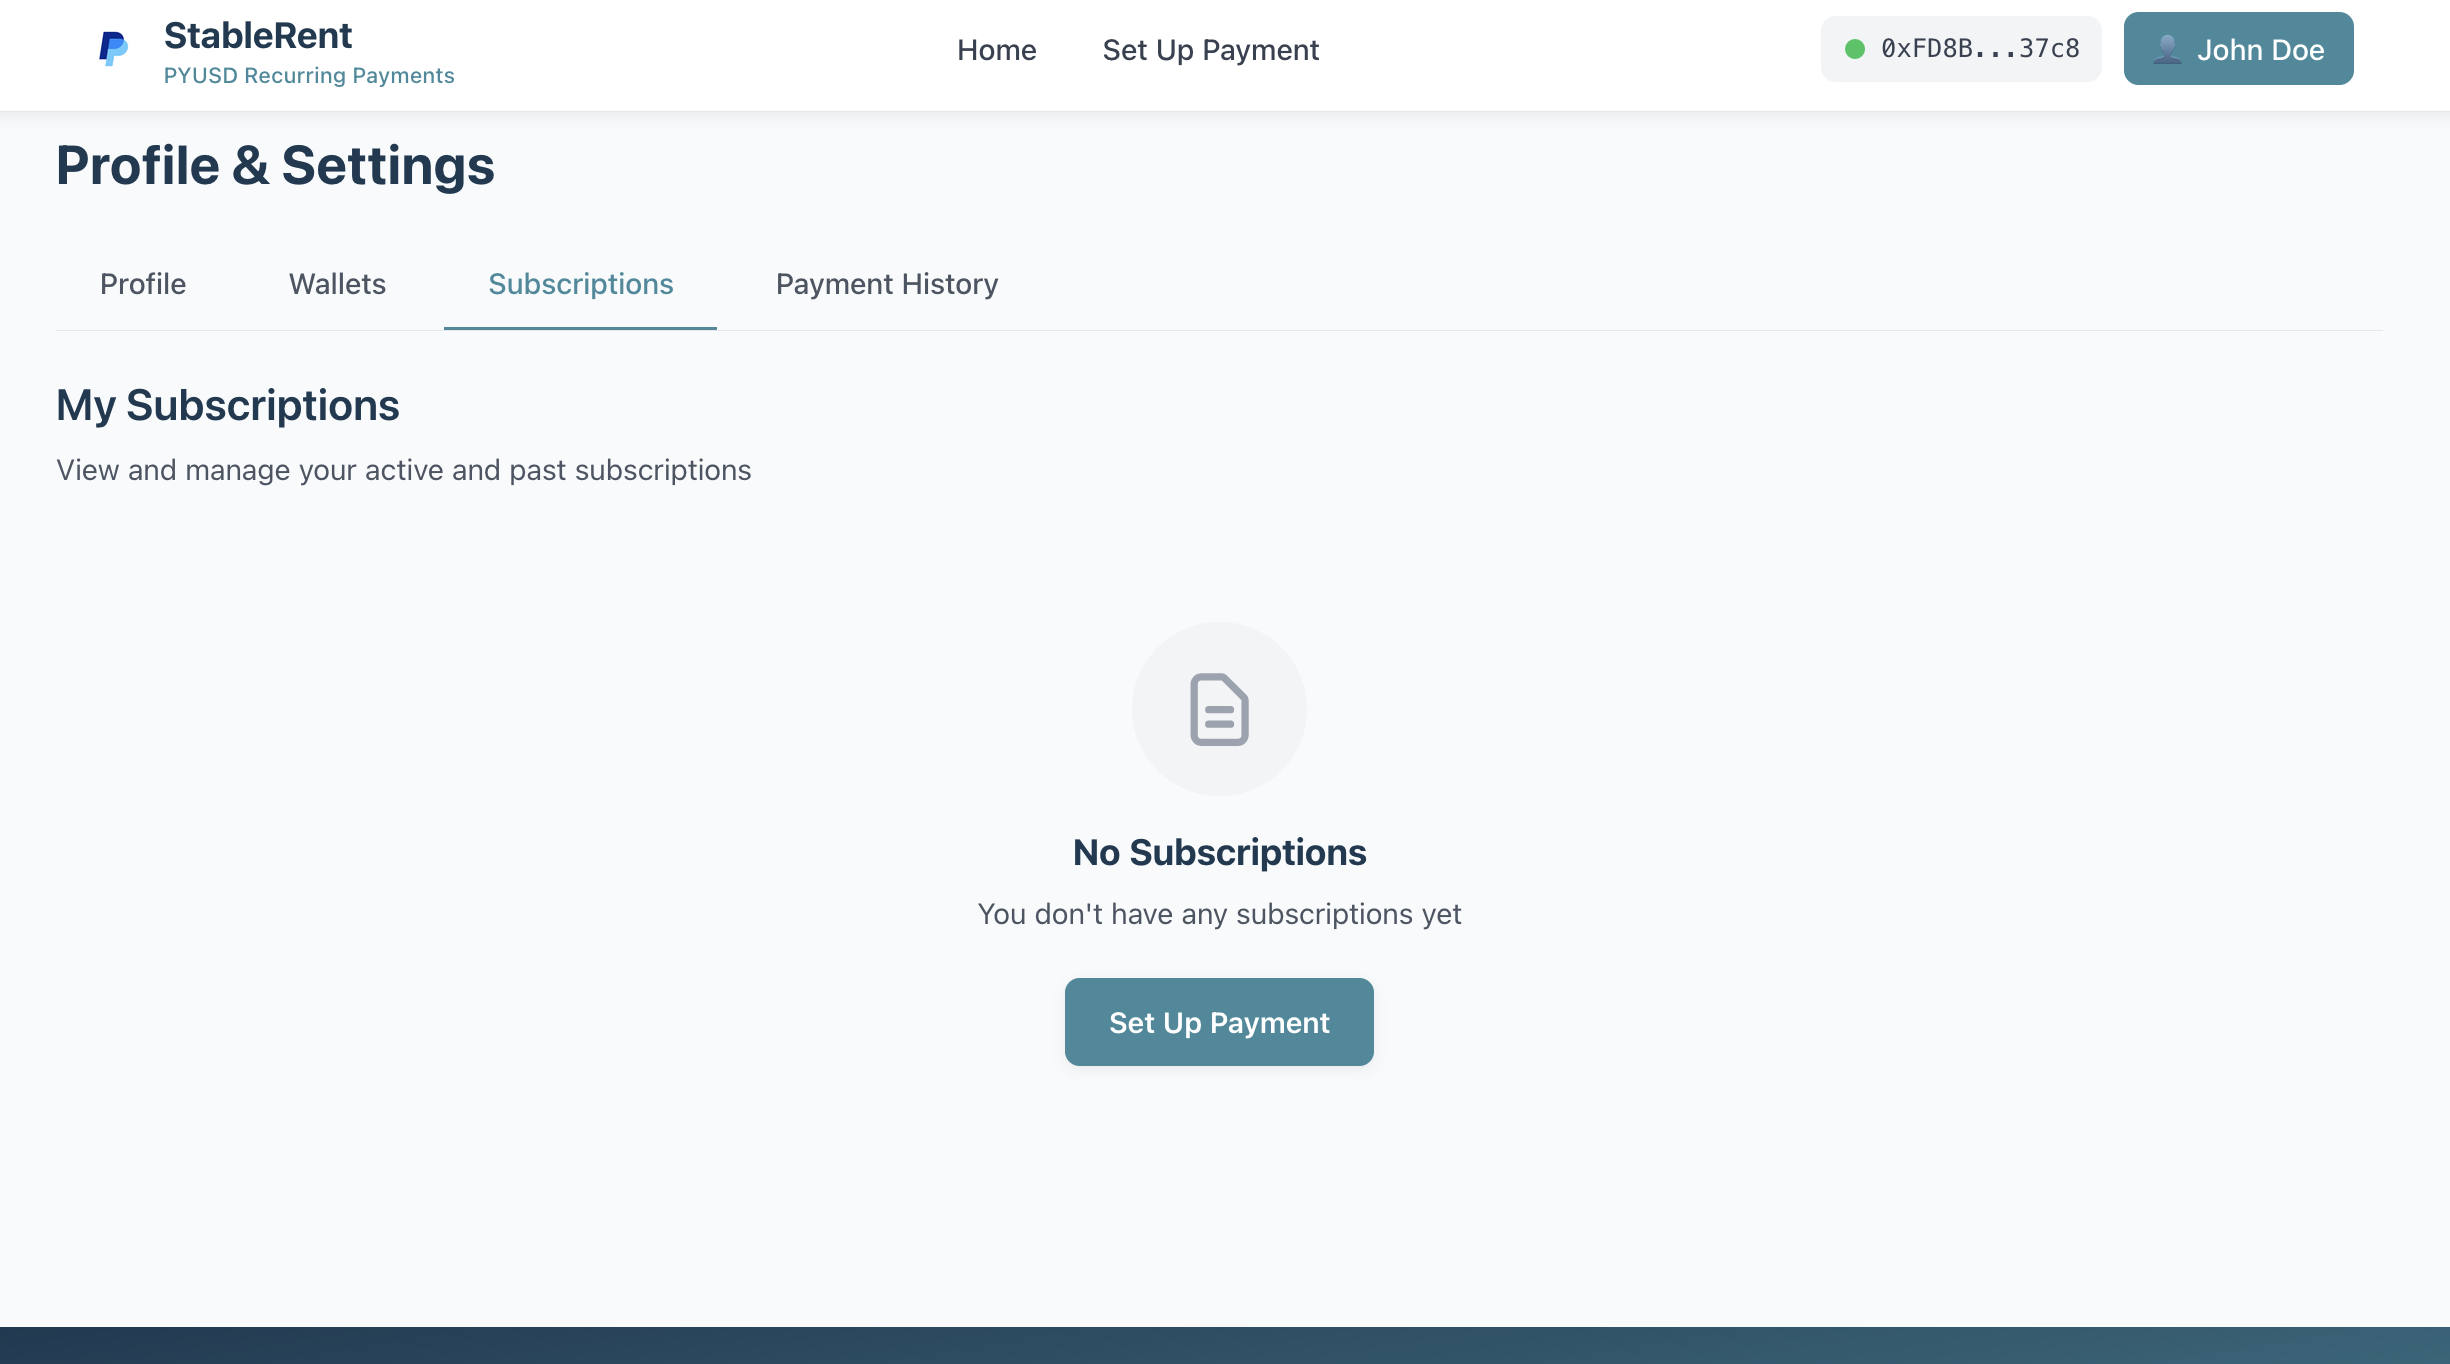 StableRent
PYUSD Recurring Payments
Home
Set Up Payment
0xFD8B...37c8
John Doe
Profile & Settings
Profile
Wallets
Subscriptions
Payment History
My Subscriptions
View and manage your active and past subscriptions
No Subscriptions
You don't have any subscriptions yet
Set Up Payment